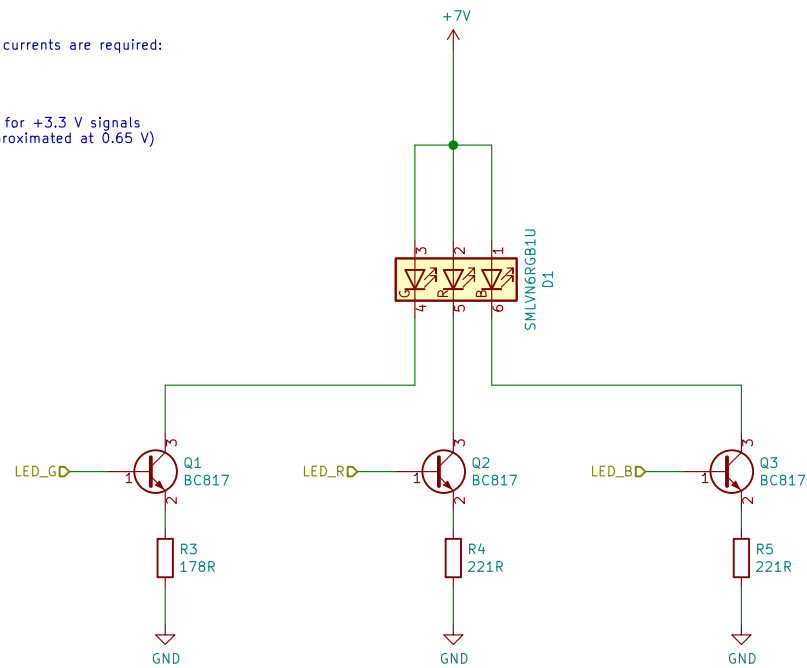 +7V
currents are required:
for +3.3 V signals
proximated at 0.65 V)
3
2
1
G
R
B
SMLVN6RGB1U
D1
4
5
6
3
3
3
LED_G
1
Q1
BC817
LED_R
1
Q2
BC817
LED_B
1
Q3
BC817
2
2
2
R3
178R
R4
221R
R5
221R
GND
GND
GND